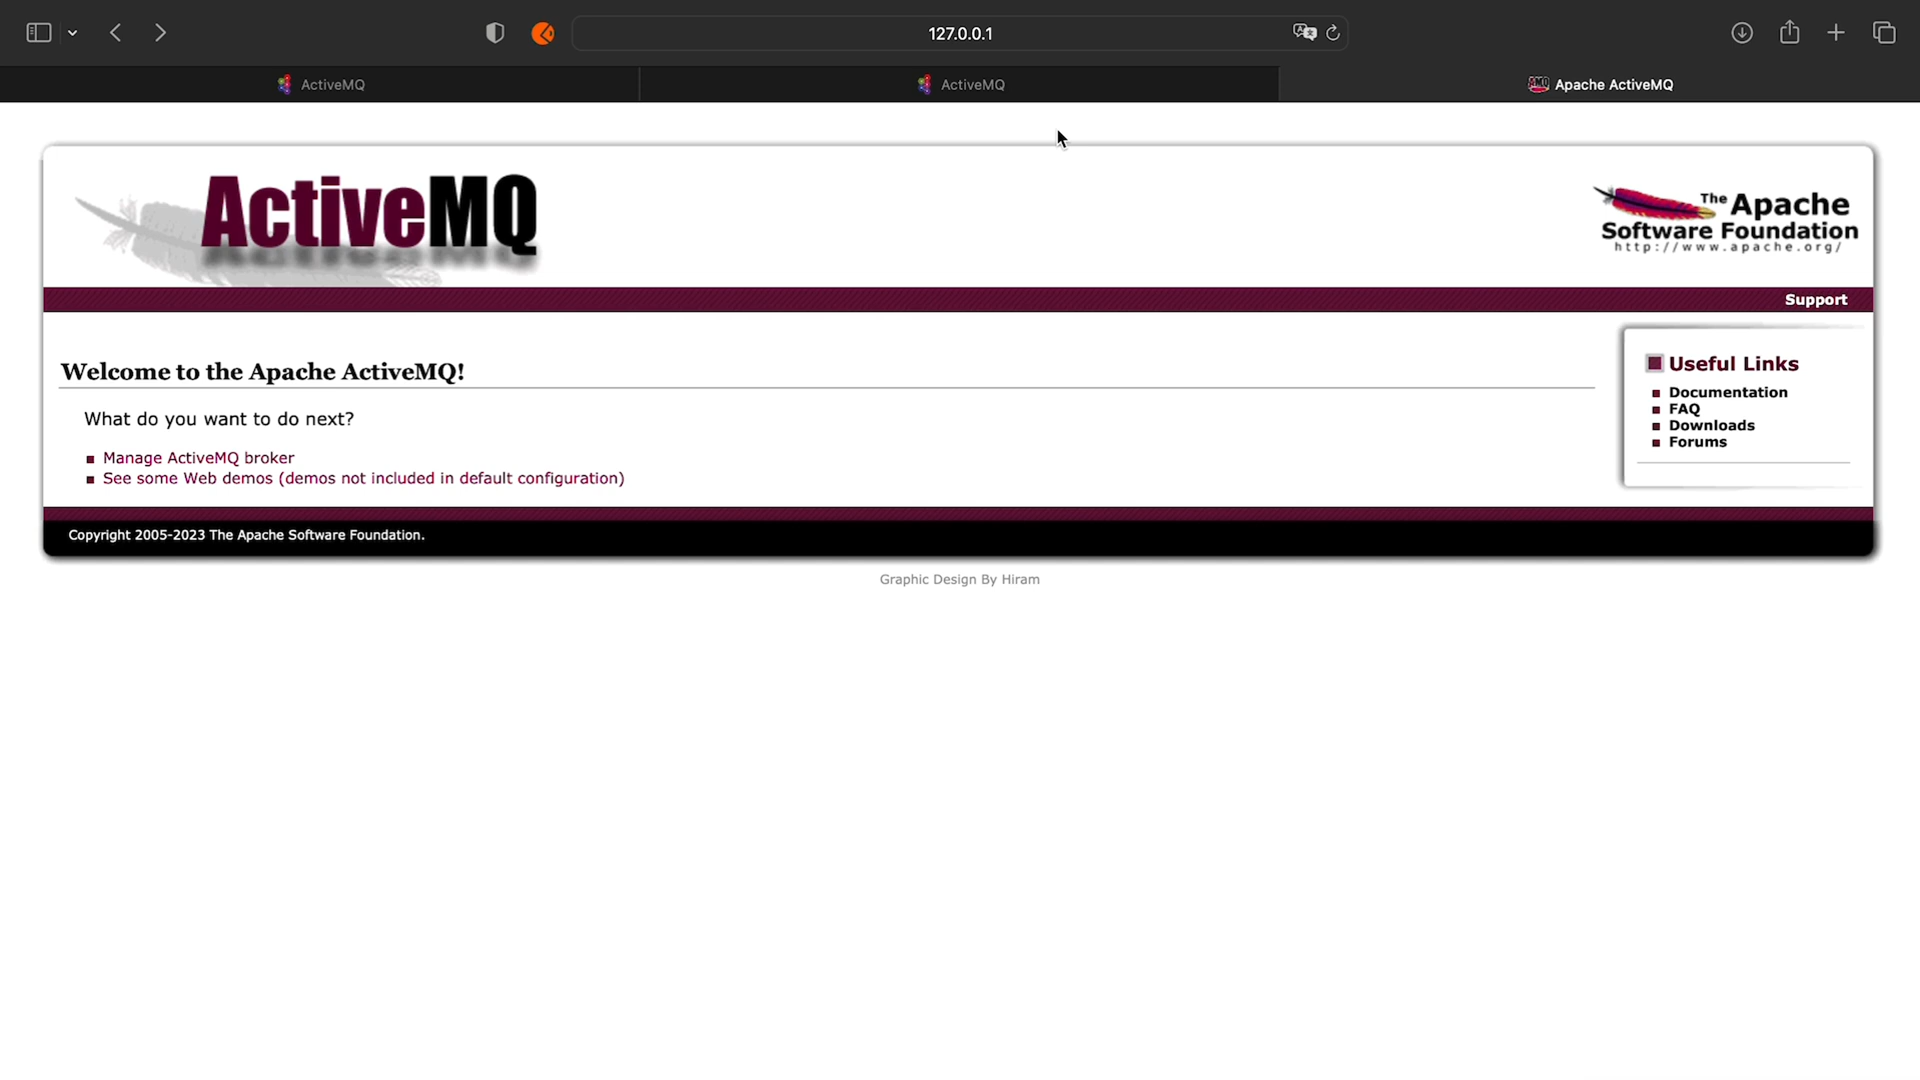 127.0.0.1
ActiveMQ
ActiveMQ
Apache ActiveMQ
ActiveMQ
The Apache
Software Foundation
http://www.apache.org/
Support
Welcome to the Apache ActiveMQ!
What do you want to do next?
Manage ActiveMQ broker
See some Web demos (demos not included in default configuration)
Useful Links
Documentation
FAQ
Downloads
Forums
Copyright 2005-2023 The Apache Software Foundation.
Graphic Design By Hiram